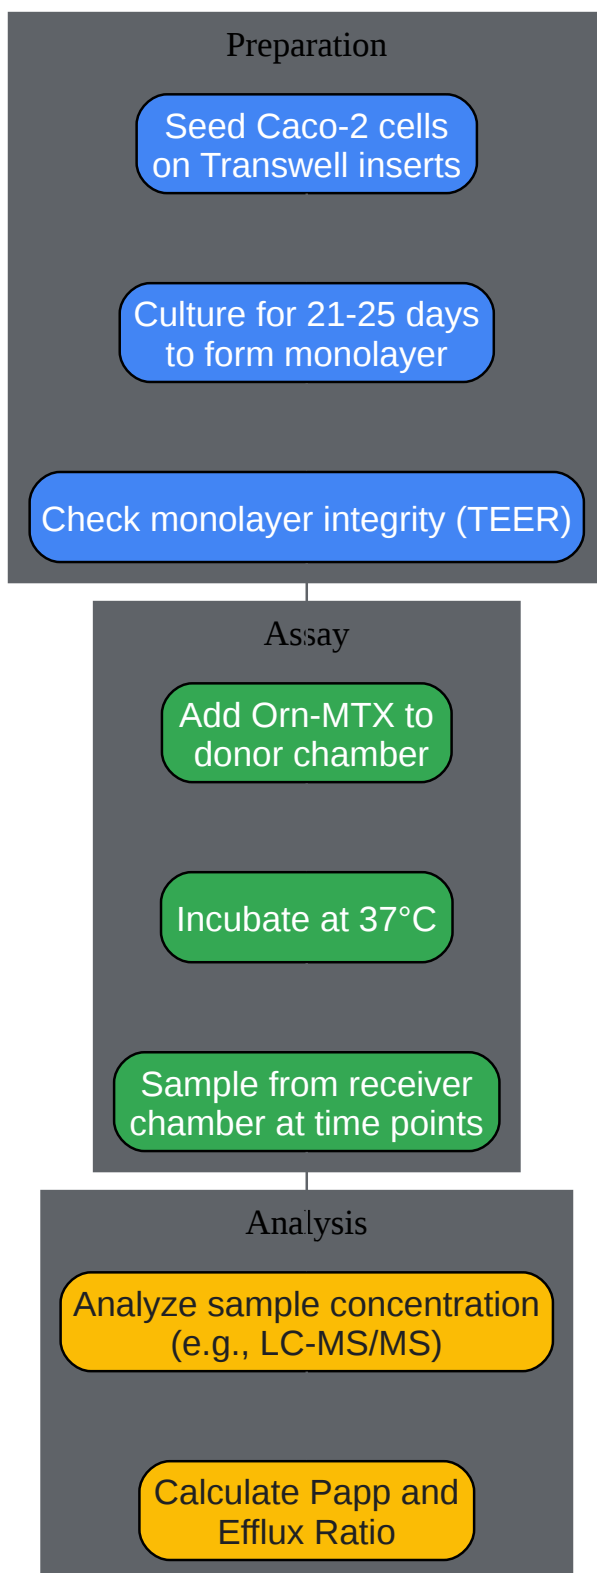 Preparation
Seed Caco-2 cells
on Transwell inserts
Culture for 21-25 days
to form monolayer
Check monolayer integrity (TEER)
Assay
Add Orn-MTX to
donor chamber
Incubate at 37°C
Sample from receiver
chamber at time points
Analysis
Analyze sample concentration
(e.g., LC-MS/MS)
Calculate Papp and
Efflux Ratio